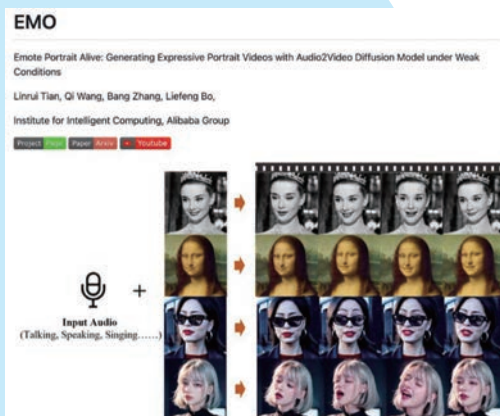 EMO
Emote Portrait Alive: Generating Expressive Portrait Videos with Audio2Video Diffusion Model under Weak
Conditions
Linrui Tian, Qi Wang, Bang Zhang, Liefeng Bo,
Institute for Intelligent Computing, Alibaba Group
Project Page Paper Arxiv Youtube
Input Audio
(Talking, Speaking, Singing......)